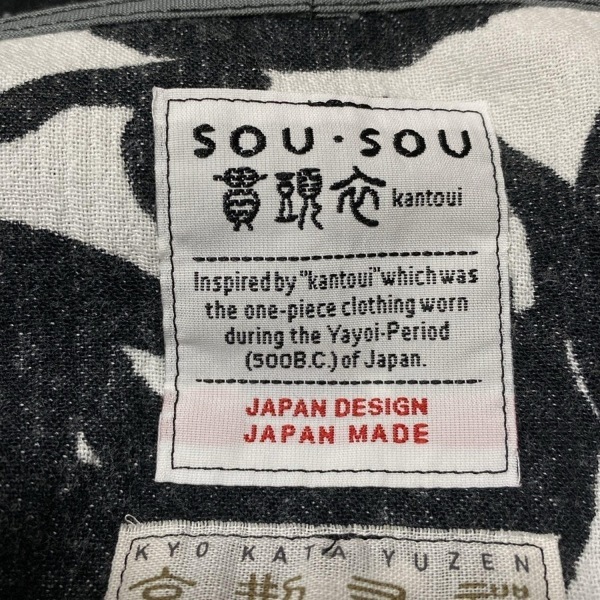 SOU・SOU
貫頭衣 kantoui
Inspired by "kantoui" which was
the one-piece clothing worn
during the Yayoi-Period
(500B.C.) of Japan.
JAPAN DESIGN
JAPAN MADE
KYO KATA YUZEN